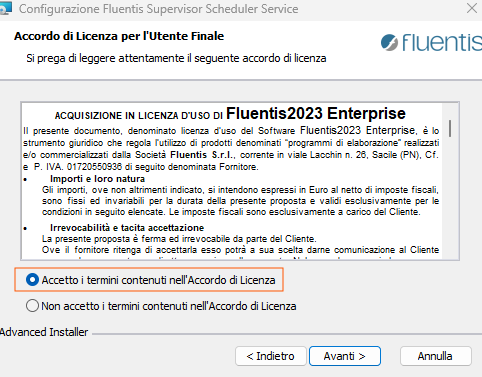 Configurazione Fluentis Supervisor Scheduler Service
Accordo di Licenza per l'Utente Finale
Si prega di leggere attentamente il seguente accordo di licenza
fluentis
ACQUISIZIONE IN LICENZA D'USO DI Fluentis2023 Enterprise
Il presente documento, denominato licenza d'uso del Software Fluentis2023 Enterprise, è lo
strumento giuridico che regola l'utilizzo di prodotti denominati "programmi di elaborazione" realizzati
e/o commercializzati dalla Società Fluentis S.r.l., corrente in viale Lacchin n. 26, Sacile (PN), Cf.
e P. IVA. 01720550936 di seguito denominata Fornitore.
• Importi e loro natura
Gli importi, ove non altrimenti indicato, si intendono espressi in Euro al netto di imposte fiscali,
sono fissi ed invariabili per la durata della presente proposta e validi esclusivamente per le
condizioni in seguito elencate. Le imposte fiscali sono esclusivamente a carico del Cliente.
• Irrevocabilità e tacita accettazione
La presente proposta è ferma ed irrevocabile da parte del Cliente.
Ove il fornitore ritenga di accettarla esso potrà a sua scelta darne comunicazione al Cliente
Accetto i termini contenuti nell'Accordo di Licenza
Non accetto i termini contenuti nell'Accordo di Licenza
Advanced Installer
< Indietro
Avanti >
Annulla